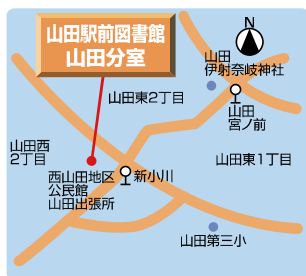 山田駅前図書館
山田分室
N
山田
伊射奈岐神社
山田東2丁目
山田
宮ノ前
山田西
2丁目
山田東1丁目
西山田地区
公民館
山田出張所
新小川
山田第三小